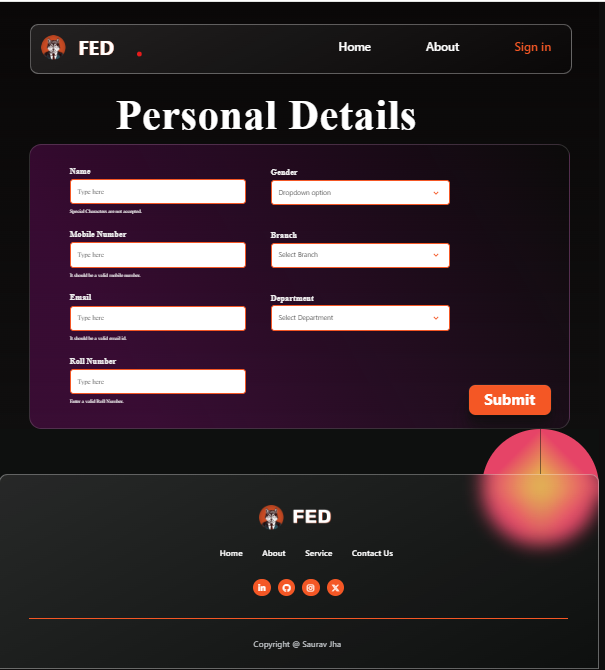 FED
Home About Sign in
Personal Details
Name
Type here
Special Characters are not accepted.
Gender
Dropdown option
Mobile Number
Type here
It should be a valid mobile number.
Branch
Select Branch
Email
Type here
It should be a valid email id.
Department
Select Department
Roll Number
Type here
Enter a valid Roll Number.
Submit
FED
Home About Service Contact Us
Copyright @ Saurav Jha